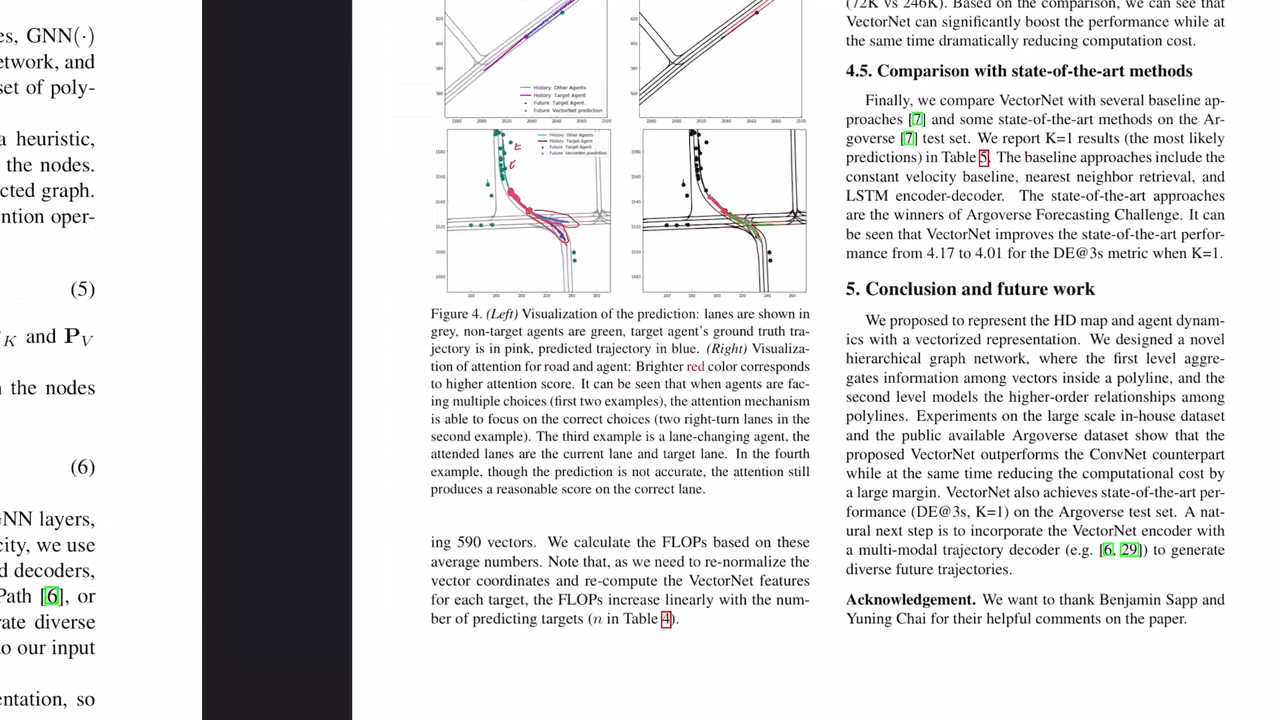 es, GNN(·)
etwork, and
set of poly-
a heuristic,
the nodes.
cted graph.
ntion oper-
(5)
K and P_V
n the nodes
(6)
GNN layers,
city, we use
d decoders,
Path [6], or
rate diverse
o our input
entation, so
History: Other Agents
History: Target Agent
Future: Target Agent
Future: VectorNet prediction
History: Other Agents
History: Target Agent
Future: Target Agent
Future: VectorNet prediction
Figure 4. (Left) Visualization of the prediction: lanes are shown in
grey, non-target agents are green, target agent's ground truth tra-
jectory is in pink, predicted trajectory in blue. (Right) Visualiza-
tion of attention for road and agent: Brighter red color corresponds
to higher attention score. It can be seen that when agents are fac-
ing multiple choices (first two examples), the attention mechanism
is able to focus on the correct choices (two right-turn lanes in the
second example). The third example is a lane-changing agent, the
attended lanes are the current lane and target lane. In the fourth
example, though the prediction is not accurate, the attention still
produces a reasonable score on the correct lane.
ing 590 vectors. We calculate the FLOPs based on these
average numbers. Note that, as we need to re-normalize the
vector coordinates and re-compute the VectorNet features
for each target, the FLOPs increase linearly with the num-
ber of predicting targets (n in Table 4).
(72K vs 246K). Based on the comparison, we can see that
VectorNet can significantly boost the performance while at
the same time dramatically reducing computation cost.
4.5. Comparison with state-of-the-art methods
Finally, we compare VectorNet with several baseline ap-
proaches [7] and some state-of-the-art methods on the Ar-
goverse [7] test set. We report K=1 results (the most likely
predictions) in Table 5. The baseline approaches include the
constant velocity baseline, nearest neighbor retrieval, and
LSTM encoder-decoder. The state-of-the-art approaches
are the winners of Argoverse Forecasting Challenge. It can
be seen that VectorNet improves the state-of-the-art perfor-
mance from 4.17 to 4.01 for the DE@3s metric when K=1.
5. Conclusion and future work
We proposed to represent the HD map and agent dynam-
ics with a vectorized representation. We designed a novel
hierarchical graph network, where the first level aggre-
gates information among vectors inside a polyline, and the
second level models the higher-order relationships among
polylines. Experiments on the large scale in-house dataset
and the public available Argoverse dataset show that the
proposed VectorNet outperforms the ConvNet counterpart
while at the same time reducing the computational cost by
a large margin. VectorNet also achieves state-of-the-art per-
formance (DE@3s, K=1) on the Argoverse test set. A nat-
ural next step is to incorporate the VectorNet encoder with
a multi-modal trajectory decoder (e.g. [6, 29]) to generate
diverse future trajectories.
Acknowledgement. We want to thank Benjamin Sapp and
Yuning Chai for their helpful comments on the paper.